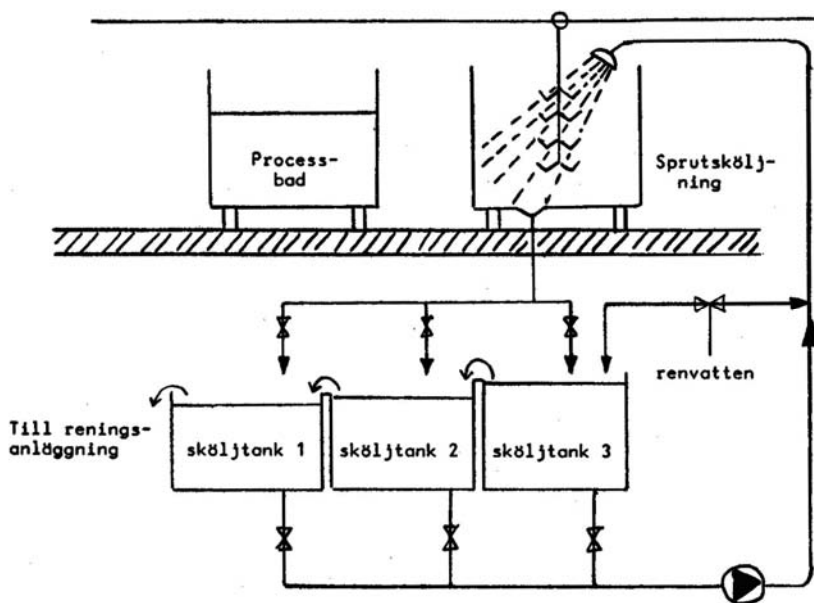 Process-
bad
Sprutskölj-
ning
renvatten
Till renings-
anläggning
sköljtank 1
sköljtank 2
sköljtank 3